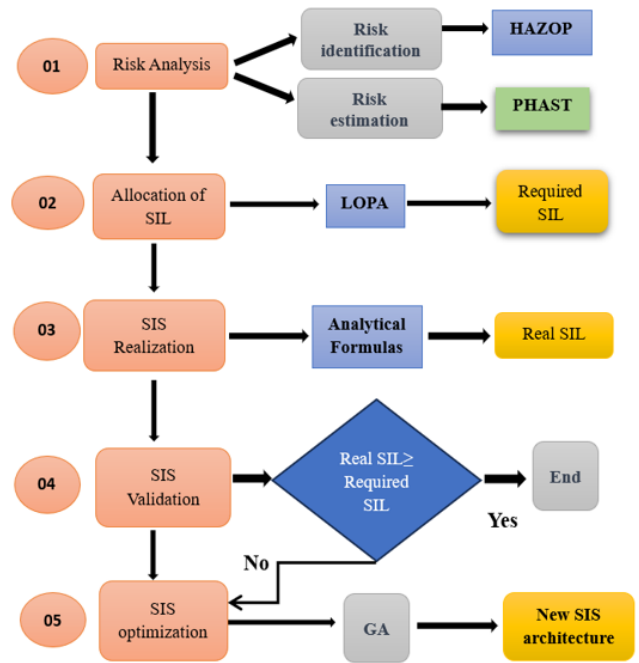 01
Risk Analysis
Risk
identification
HAZOP
Risk
estimation
PHAST
02
Allocation of
SIL
LOPA
Required
SIL
03
SIS
Realization
Analytical
Formulas
Real SIL
04
SIS
Validation
Real SIL≥
Required
SIL
Yes
End
No
05
SIS
optimization
GA
New SIS
architecture